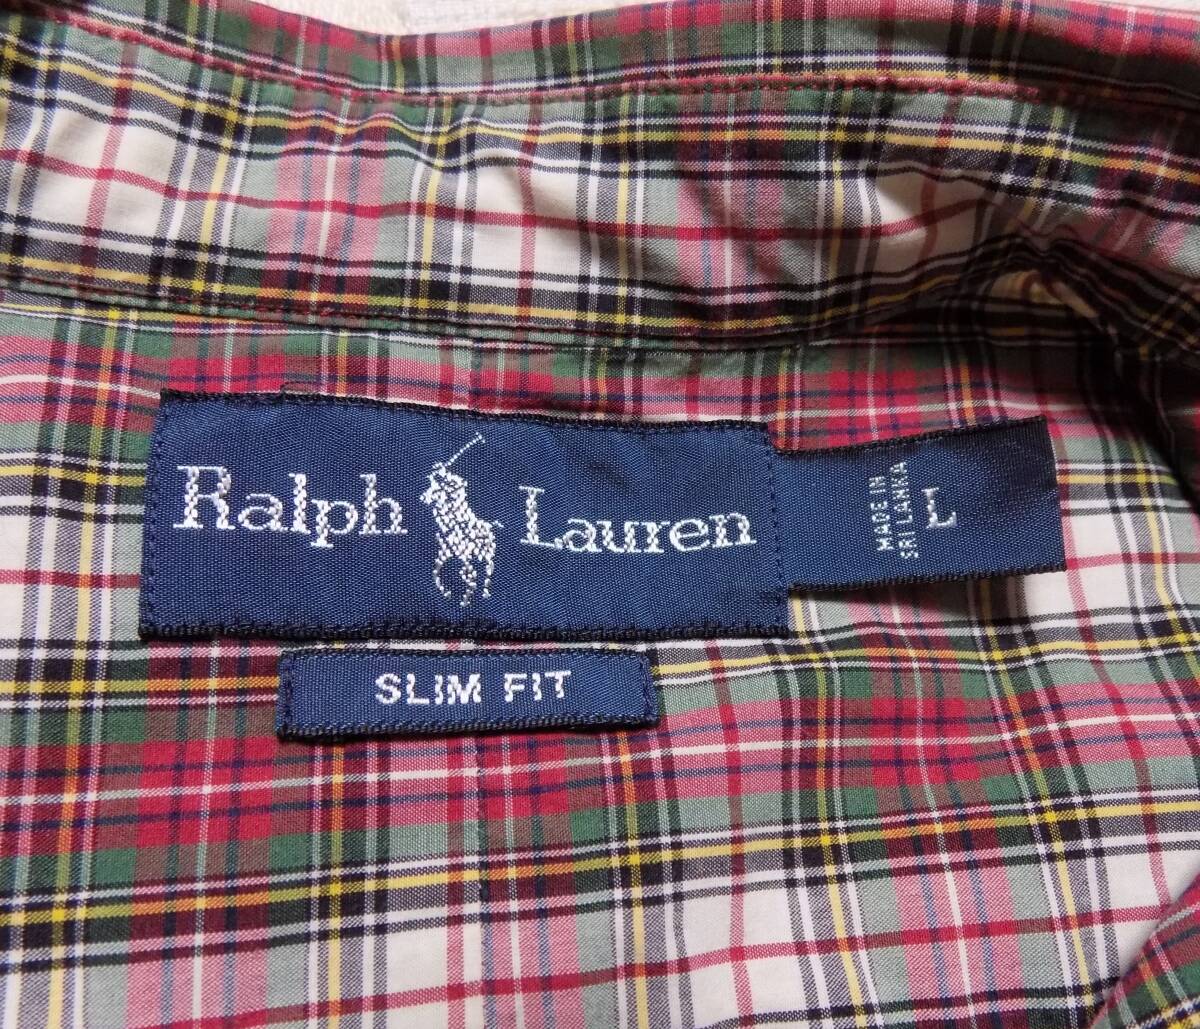 Ralph Lauren
SLIM FIT
MADE IN
SRI LANKA
L